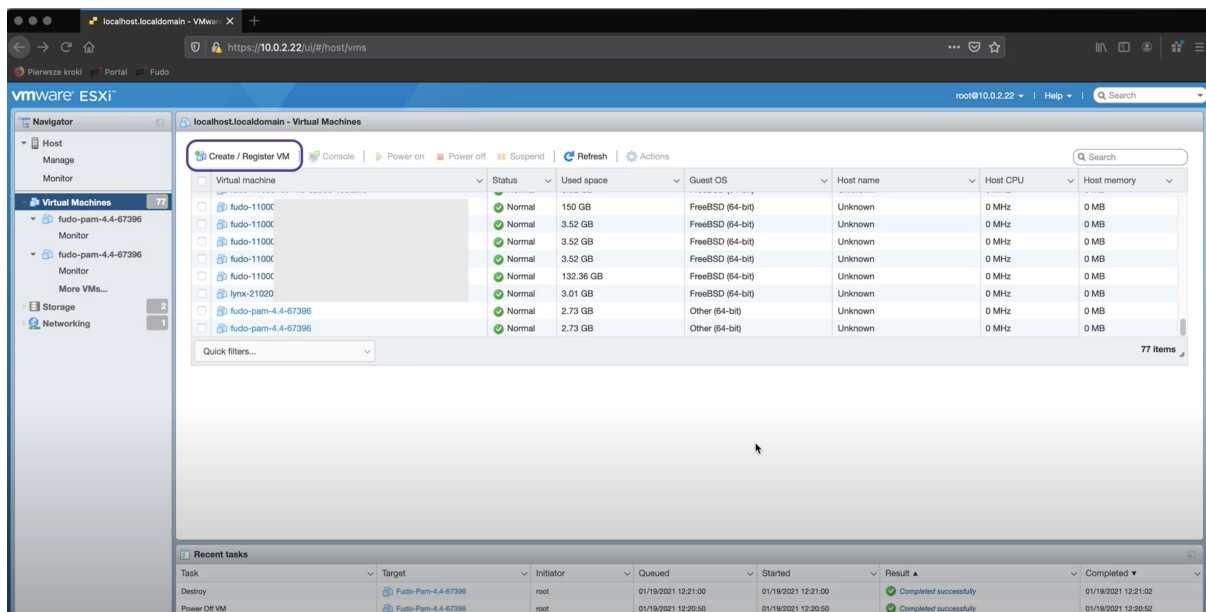 localhost.localdomain - VMwar
https://10.0.2.22/ui/#/host/vms
Pierwsze kroki Portal Fudo
vmware ESXi™
root@10.0.2.22 Help Search
Navigator
Host
Manage
Monitor
Virtual Machines 77
fudo-pam-4.4-67396
Monitor
fudo-pam-4.4-67396
Monitor
More VMs...
Storage 2
Networking 1
localhost.localdomain - Virtual Machines
Create / Register VM Console Power on Power off Suspend Refresh Actions Search
Virtual machine Status Used space Guest OS Host name Host CPU Host memory
fudo-1100 Normal 150 GB FreeBSD (64-bit) Unknown 0 MHz 0 MB
fudo-1100 Normal 3.52 GB FreeBSD (64-bit) Unknown 0 MHz 0 MB
fudo-1100 Normal 3.52 GB FreeBSD (64-bit) Unknown 0 MHz 0 MB
fudo-1100 Normal 3.52 GB FreeBSD (64-bit) Unknown 0 MHz 0 MB
fudo-1100 Normal 132.36 GB FreeBSD (64-bit) Unknown 0 MHz 0 MB
lynx-21020 Normal 3.01 GB FreeBSD (64-bit) Unknown 0 MHz 0 MB
fudo-pam-4.4-67396 Normal 2.73 GB Other (64-bit) Unknown 0 MHz 0 MB
fudo-pam-4.4-67396 Normal 2.73 GB Other (64-bit) Unknown 0 MHz 0 MB
Quick filters... 77 items
Recent tasks
Task Target Initiator Queued Started Result ▲ Completed ▼
Destroy Fudo-Pam-4.4-67396 root 01/19/2021 12:21:00 01/19/2021 12:21:00 Completed successfully 01/19/2021 12:21:02
Power Off VM Fudo-Pam-4.4-67396 root 01/19/2021 12:20:50 01/19/2021 12:20:50 Completed successfully 01/19/2021 12:20:52